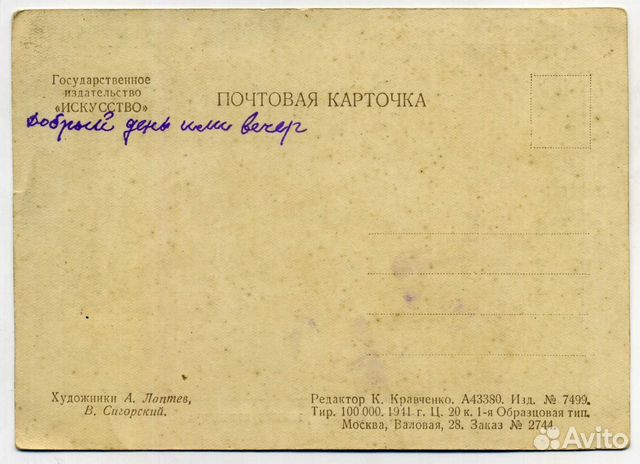 Государственное
издательство
«ИСКУССТВО»
ПОЧТОВАЯ КАРТОЧКА
Добрый день или вечер
Художники А. Лаптев,
В. Сигорский.
Редактор К. Кравченко. А43380. Изд. № 7499.
Тир. 100 000. 1941 г. Ц. 20 к. 1-я Образцовая тип.
Москва, Валовая, 28. Заказ № 2744
Avito